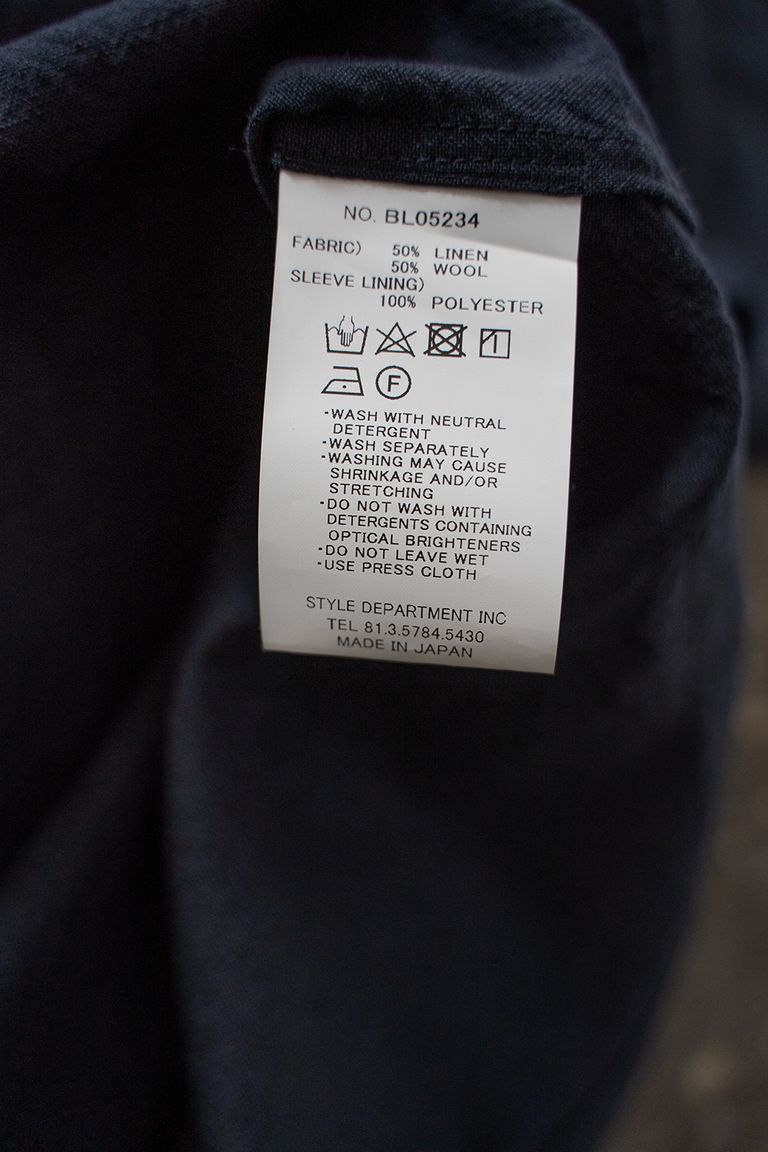 NO. BL05234
FABRIC) 50% LINEN
50% WOOL
SLEEVE LINING)
100% POLYESTER
F
-WASH WITH NEUTRAL
DETERGENT
-WASH SEPARATELY
-WASHING MAY CAUSE
SHRINKAGE AND/OR
STRETCHING
-DO NOT WASH WITH
DETERGENTS CONTAINING
OPTICAL BRIGHTENERS
-DO NOT LEAVE WET
-USE PRESS CLOTH
STYLE DEPARTMENT INC
TEL 81.3.5784.5430
MADE IN JAPAN